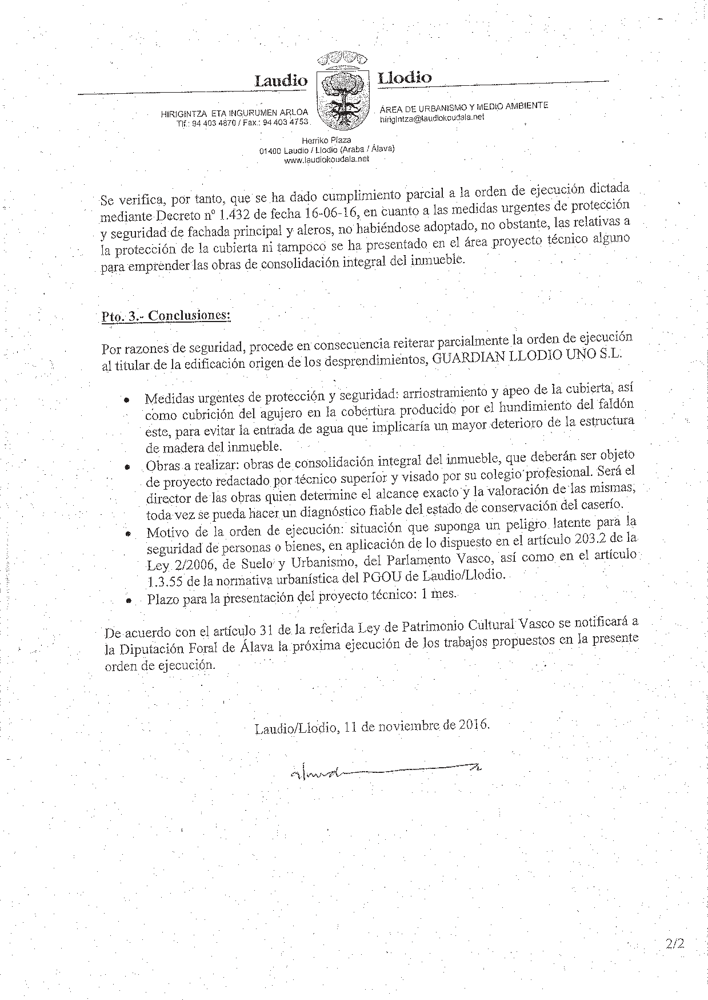 Laudio Llodio
HIRIGINTZA ETA INGURUMEN ARLOA
Tlf.: 94 403 4870 / Fax.: 94 403 4753
ÁREA DE URBANISMO Y MEDIO AMBIENTE
hirigintza@laudiokoudala.net
Herriko Plaza
01400 Laudio / Llodio (Araba / Álava)
www.laudiokoudala.net
Se verifica, por tanto, que se ha dado cumplimiento parcial a la orden de ejecución dictada
mediante Decreto nº 1.432 de fecha 16-06-16, en cuanto a las medidas urgentes de protección
y seguridad de fachada principal y aleros, no habiéndose adoptado, no obstante, las relativas a
la protección de la cubierta ni tampoco se ha presentado en el área proyecto técnico alguno
para emprender las obras de consolidación integral del inmueble.
Pto. 3.- Conclusiones:
Por razones de seguridad, procede en consecuencia reiterar parcialmente la orden de ejecución
al titular de la edificación origen de los desprendimientos, GUARDIAN LLODIO UNO S.L.
• Medidas urgentes de protección y seguridad: arriostramiento y apeo de la cubierta, así
como cubrición del agujero en la cobertura producido por el hundimiento del faldón
este, para evitar la entrada de agua que implicaría un mayor deterioro de la estructura
de madera del inmueble.
• Obras a realizar: obras de consolidación integral del inmueble, que deberán ser objeto
de proyecto redactado por técnico superior y visado por su colegio profesional. Será el
director de las obras quien determine el alcance exacto y la valoración de las mismas,
toda vez se pueda hacer un diagnóstico fiable del estado de conservación del caserío.
• Motivo de la orden de ejecución: situación que suponga un peligro latente para la
seguridad de personas o bienes, en aplicación de lo dispuesto en el artículo 203.2 de la
Ley 2/2006, de Suelo y Urbanismo, del Parlamento Vasco, así como en el artículo
1.3.55 de la normativa urbanística del PGOU de Laudio/Llodio.
• Plazo para la presentación del proyecto técnico: 1 mes.
De acuerdo con el artículo 31 de la referida Ley de Patrimonio Cultural Vasco se notificará a
la Diputación Foral de Álava la próxima ejecución de los trabajos propuestos en la presente
orden de ejecución.
Laudio/Llodio, 11 de noviembre de 2016.
2/2